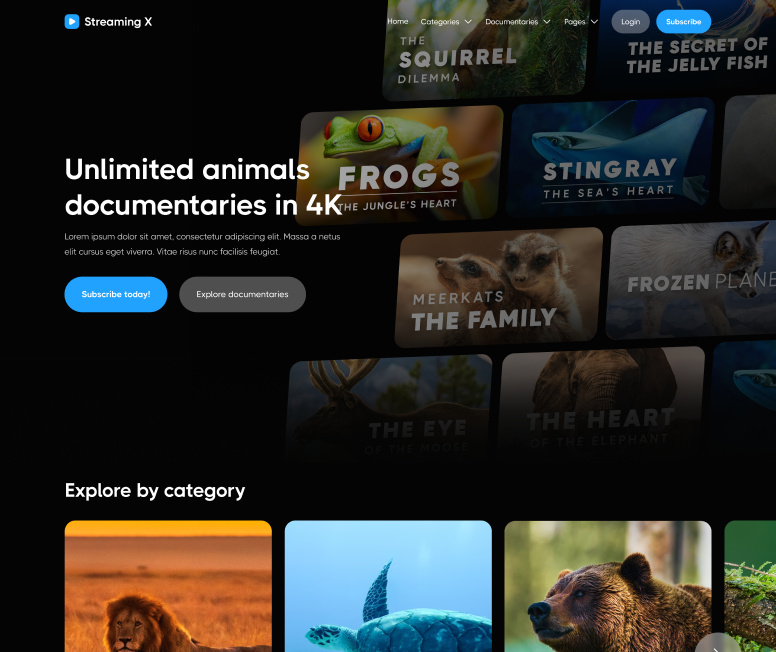 Streaming X
Home
Categories
Documentaries
Pages
Login
Subscribe
THE
SQUIRREL
DILEMMA
THE SECRET OF
THE JELLY FISH
Unlimited animals
documentaries in 4K
Lorem ipsum dolor sit amet, consectetur adipiscing elit. Massa a netus
elit cursus eget viverra. Vitae risus nunc facilisis feugiat.
Subscribe today!
Explore documentaries
FROGS
THE JUNGLE'S HEART
STINGRAY
THE SEA'S HEART
MEERKATS
THE FAMILY
FROZEN PLANE
THE EYE
OF THE MOOSE
THE HEART
OF THE ELEPHANT
Explore by category